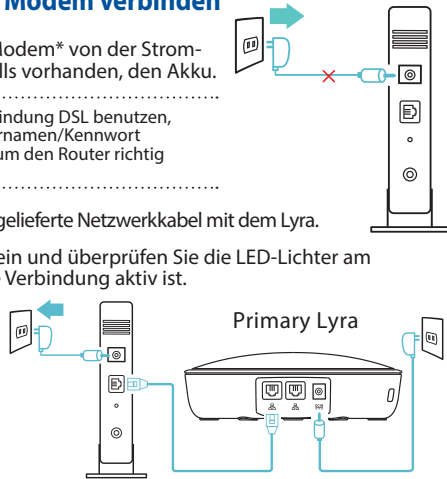 Modem verbinden
Modem* von der Strom-
lls vorhanden, den Akku.
indung DSL benutzen,
rnamen/Kennwort
um den Router richtig
gelieferte Netzwerkkabel mit dem Lyra.
ein und überprüfen Sie die LED-Lichter am
e Verbindung aktiv ist.
Primary Lyra